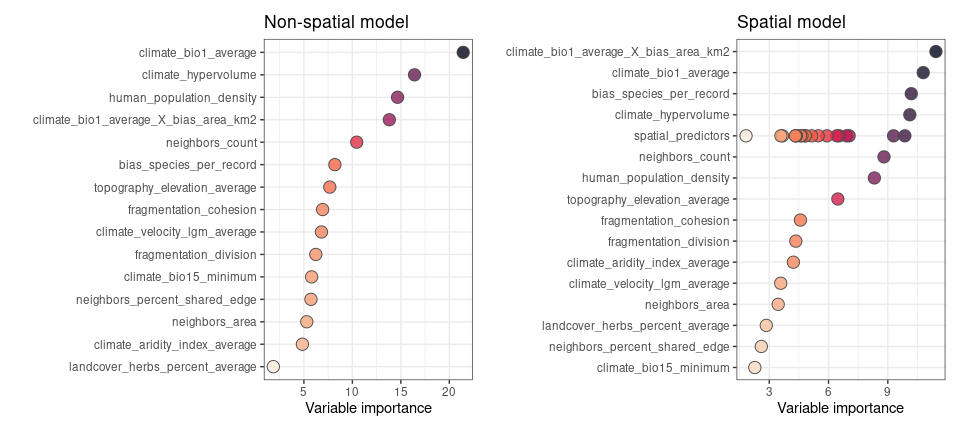 Non-spatial model
climate_bio1_average
climate_hypervolume
human_population_density
climate_bio1_average_X_bias_area_km2
neighbors_count
bias_species_per_record
topography_elevation_average
fragmentation_cohesion
climate_velocity_lgm_average
fragmentation_division
climate_bio15_minimum
neighbors_percent_shared_edge
neighbors_area
climate_aridity_index_average
landcover_herbs_percent_average
5 10 15 20
Variable importance
Spatial model
climate_bio1_average_X_bias_area_km2
climate_bio1_average
bias_species_per_record
climate_hypervolume
spatial_predictors
neighbors_count
human_population_density
topography_elevation_average
fragmentation_cohesion
fragmentation_division
climate_aridity_index_average
climate_velocity_lgm_average
neighbors_area
landcover_herbs_percent_average
neighbors_percent_shared_edge
climate_bio15_minimum
3 6 9
Variable importance